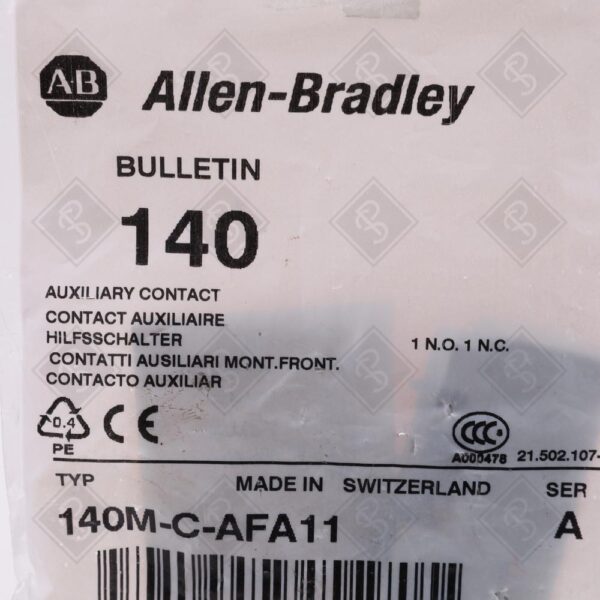 A-B Allen-Bradley
BULLETIN
140
AUXILIARY CONTACT
CONTACT AUXILIAIRE
HILFSSCHALTER 1 N.O. 1 N.C.
CONTATTI AUSILIARI MONT.FRONT.
CONTACTO AUXILIAR
0.4 CE CCC
PE A000478 21.502.107-
TYP MADE IN SWITZERLAND SER
140M-C-AFA11 A